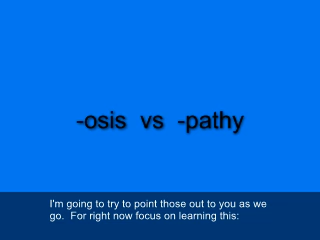 -osis  vs  -pathy
I'm going to try to point those out to you as we
go.  For right now focus on learning this: